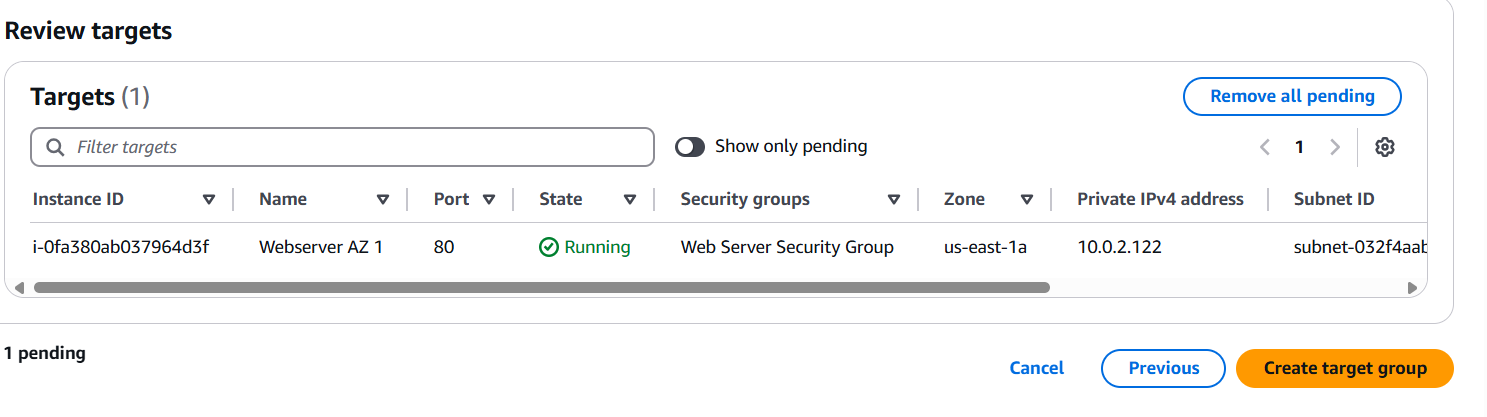 Review targets
Targets (1)
Remove all pending
Filter targets
Show only pending
1
Instance ID Name Port State Security groups Zone Private IPv4 address Subnet ID
i-0fa380ab037964d3f Webserver AZ 1 80 Running Web Server Security Group us-east-1a 10.0.2.122 subnet-032f4aab
1 pending
Cancel Previous Create target group